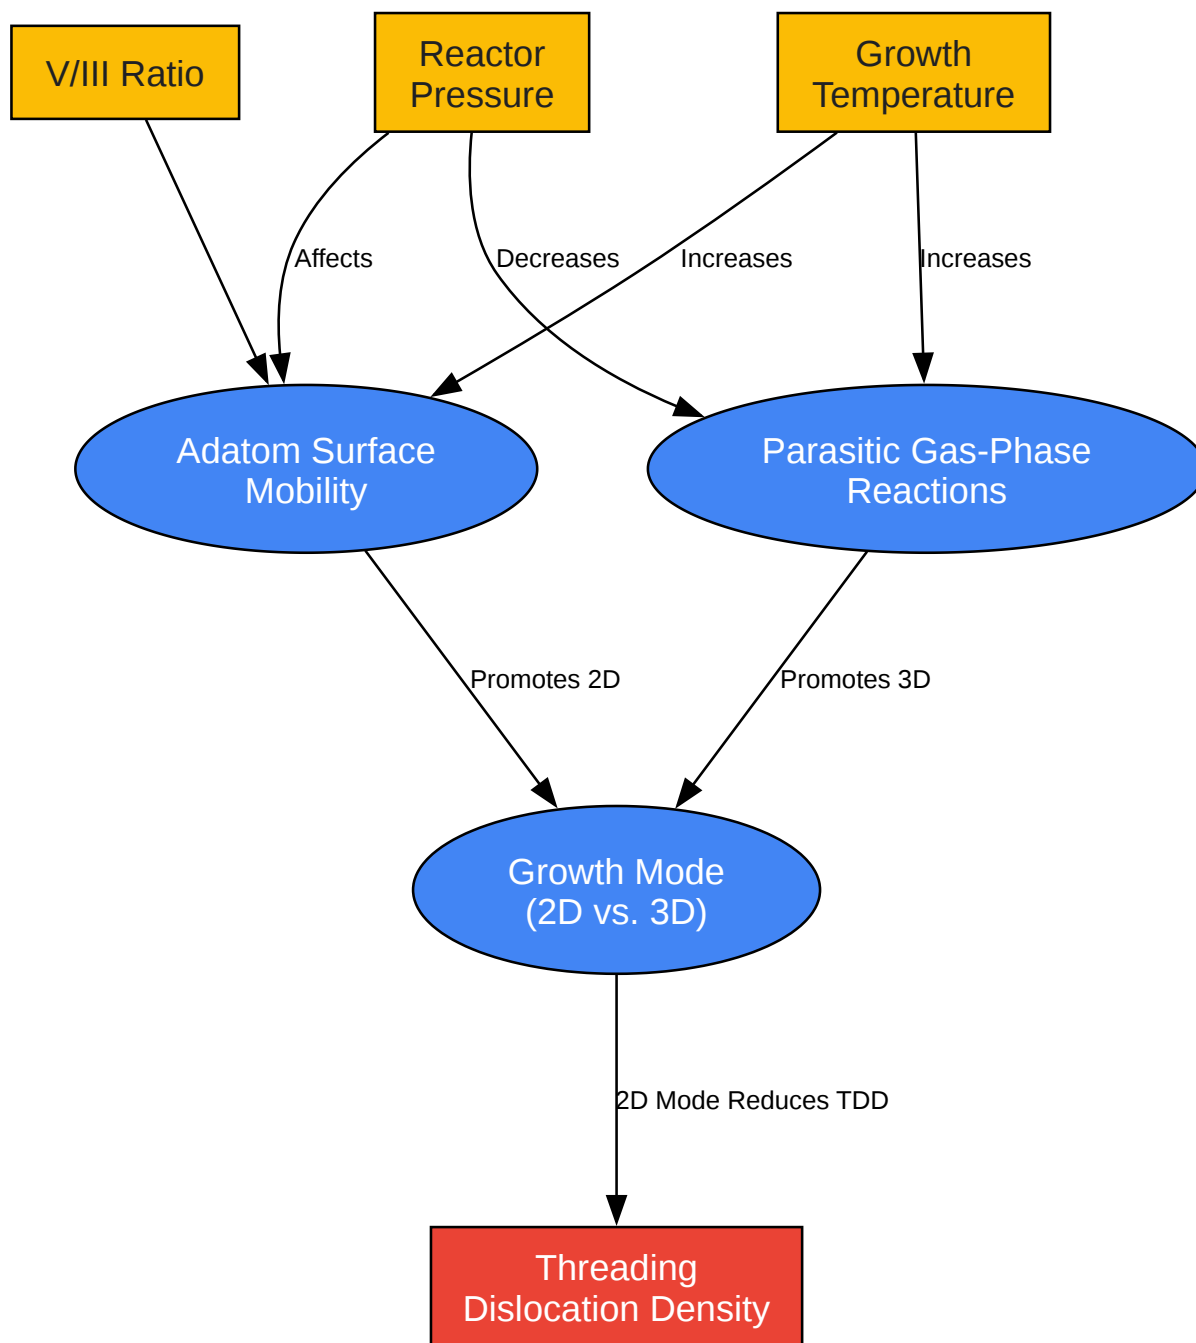 V/III Ratio
Reactor
Pressure
Growth
Temperature
Affects
Decreases
Increases
Increases
Adatom Surface
Mobility
Parasitic Gas-Phase
Reactions
Promotes 2D
Promotes 3D
Growth Mode
(2D vs. 3D)
2D Mode Reduces TDD
Threading
Dislocation Density